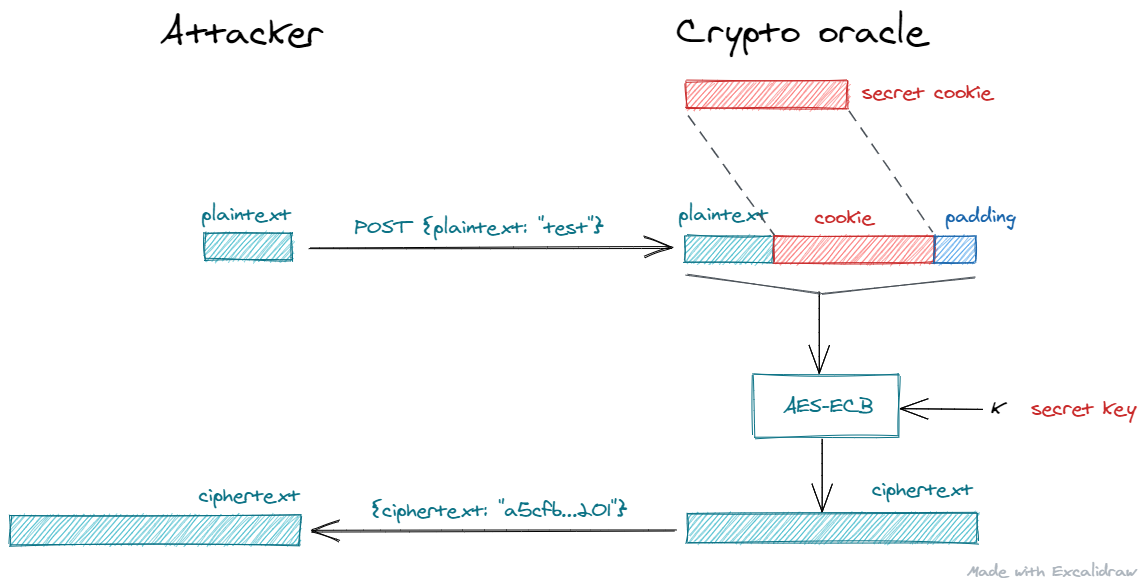 Attacker
Crypto oracle
secret cookie
plaintext
POST {plaintext: "test"}
plaintext
cookie
padding
AES-ECB
K
secret key
ciphertext
{ciphertext: "a5cfb...201"}
ciphertext
Made with Excalidraw